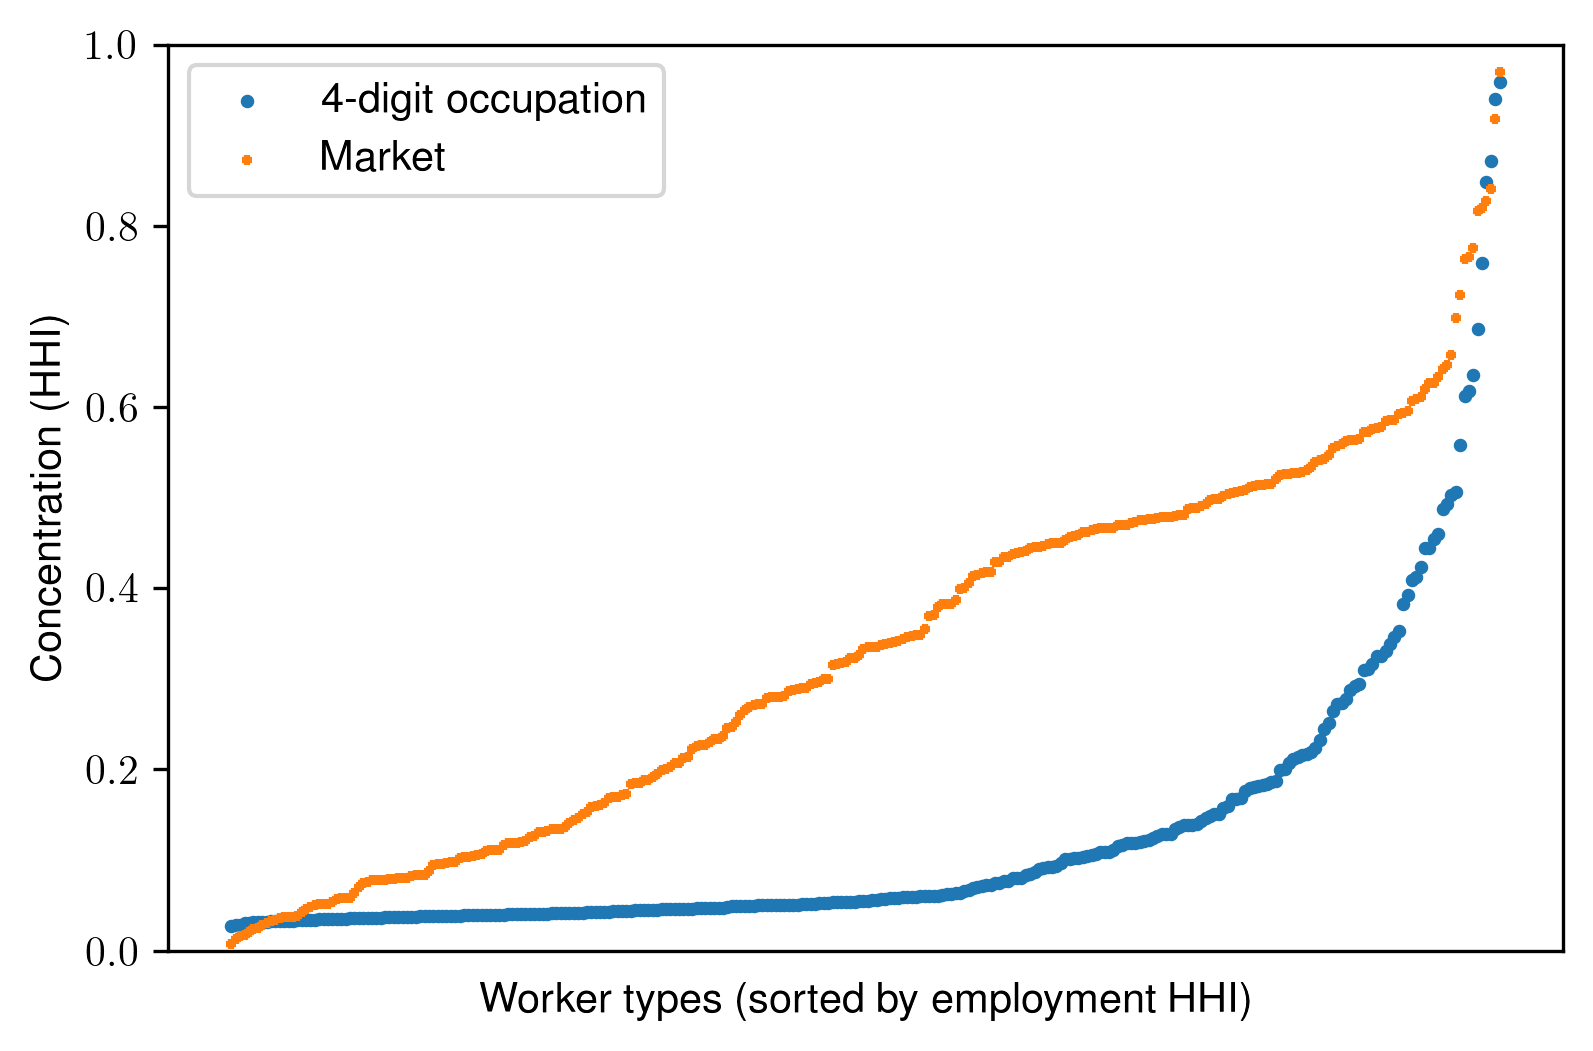 1.0
0.8
0.6
0.4
0.2
0.0
Concentration (HHI)
4-digit occupation
Market
Worker types (sorted by employment HHI)